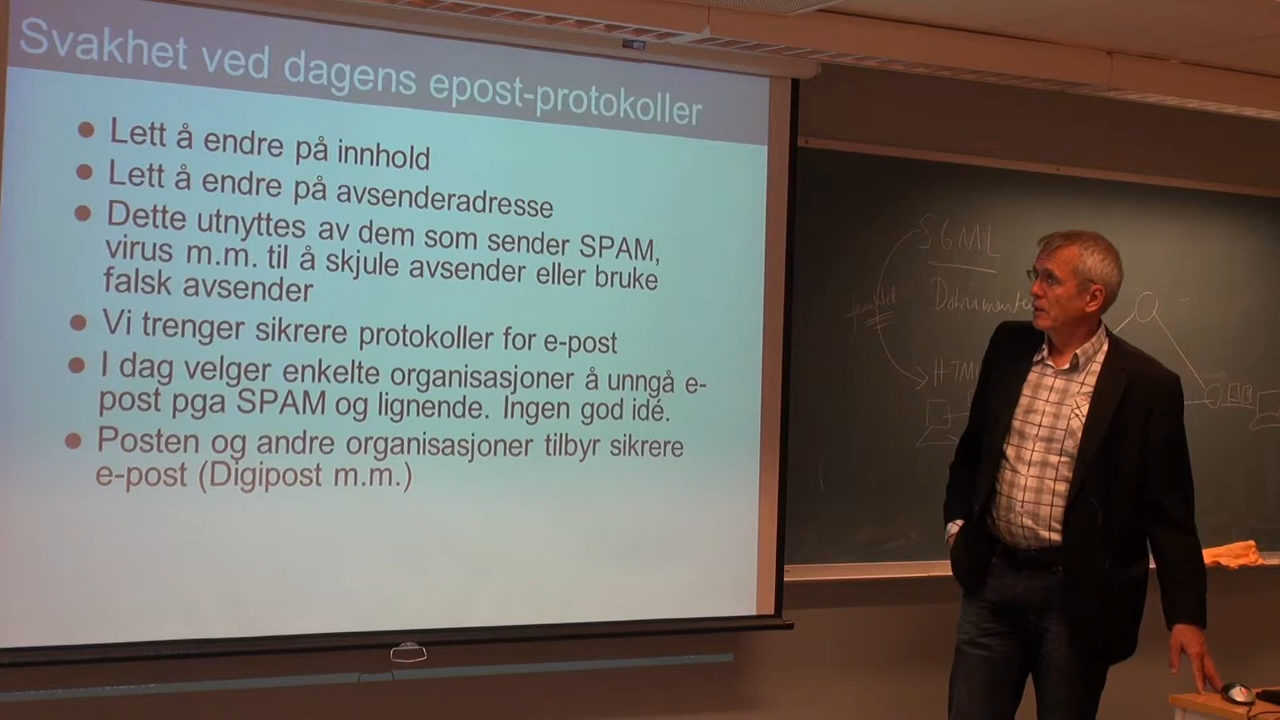 Svakhet ved dagens epost-protokoller
Lett å endre på innhold
Lett å endre på avsenderadresse
Dette utnyttes av dem som sender SPAM,
virus m.m. til å skjule avsender eller bruke
falsk avsender
Vi trenger sikrere protokoller for e-post
I dag velger enkelte organisasjoner å unngå e-
post pga SPAM og lignende. Ingen god idé.
Posten og andre organisasjoner tilbyr sikrere
e-post (Digipost m.m.)
SGML
Dokumente
HTM